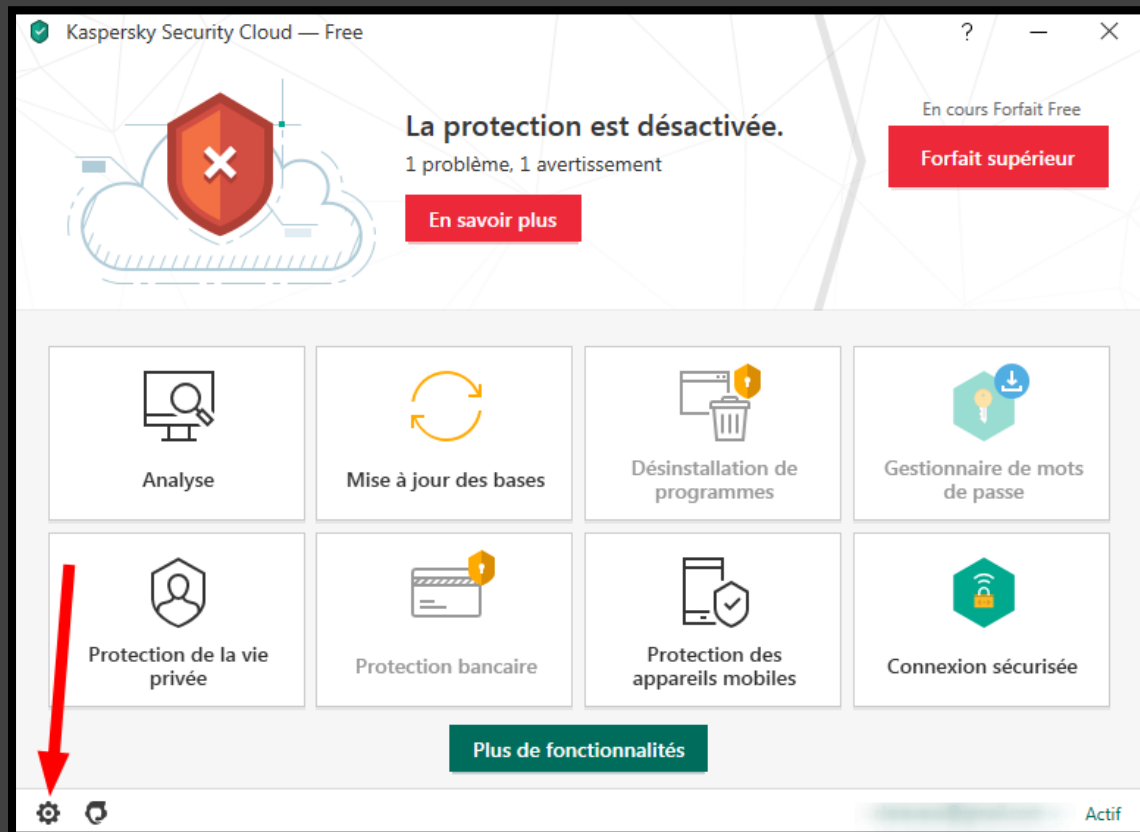 Kaspersky Security Cloud — Free
?
En cours Forfait Free
La protection est désactivée.
Forfait supérieur
1 problème, 1 avertissement
En savoir plus
Analyse
Mise à jour des bases
Désinstallation de
programmes
Gestionnaire de mots
de passe
Protection de la vie
privée
Protection bancaire
Protection des
appareils mobiles
Connexion sécurisée
Plus de fonctionnalités
Actif